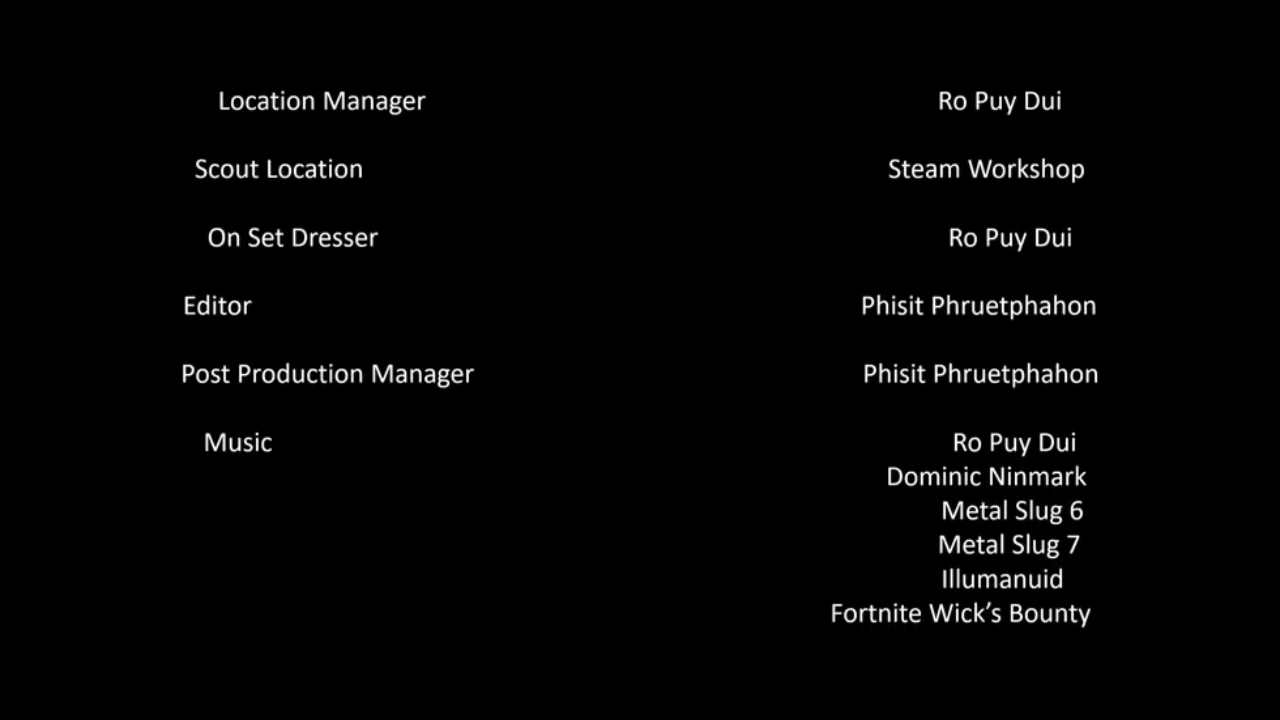 Location Manager Ro Puy Dui
Scout Location Steam Workshop
On Set Dresser Ro Puy Dui
Editor Phisit Phruetphahon
Post Production Manager Phisit Phruetphahon
Music Ro Puy Dui
Dominic Ninmark
Metal Slug 6
Metal Slug 7
Illumanuid
Fortnite Wick’s Bounty